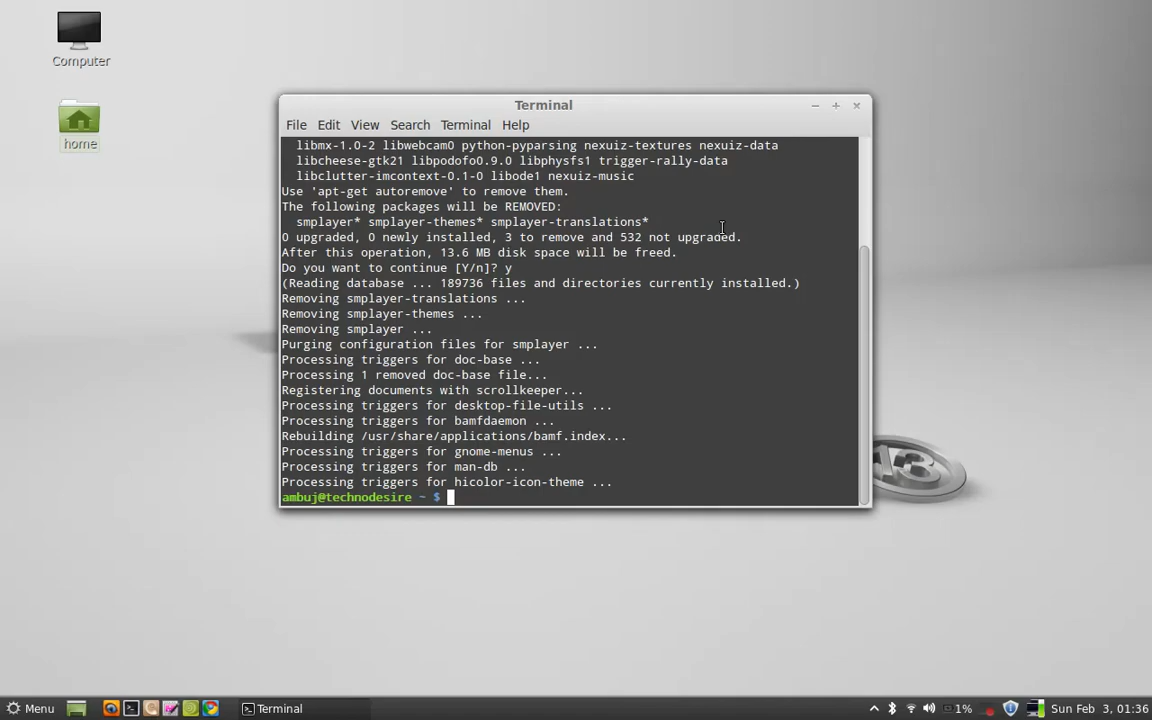 Computer
home
Terminal
File Edit View Search Terminal Help
libmx-1.0-2 libwebcam0 python-pyparsing nexuiz-textures nexuiz-data
libcheese-gtk21 libpodofo0.9.0 libphysfs1 trigger-rally-data
libclutter-imcontext-0.1-0 libode1 nexuiz-music
Use 'apt-get autoremove' to remove them.
The following packages will be REMOVED:
smplayer* smplayer-themes* smplayer-translations*
0 upgraded, 0 newly installed, 3 to remove and 532 not upgraded.
After this operation, 13.6 MB disk space will be freed.
Do you want to continue [Y/n]? y
(Reading database ... 189736 files and directories currently installed.)
Removing smplayer-translations ...
Removing smplayer-themes ...
Removing smplayer ...
Purging configuration files for smplayer ...
Processing triggers for doc-base ...
Processing 1 removed doc-base file...
Registering documents with scrollkeeper...
Processing triggers for desktop-file-utils ...
Processing triggers for bamfdaemon ...
Rebuilding /usr/share/applications/bamf.index...
Processing triggers for gnome-menus ...
Processing triggers for man-db ...
Processing triggers for hicolor-icon-theme ...
ambuj@technodesire ~ $
13
Menu Terminal 1% Sun Feb 3, 01:36